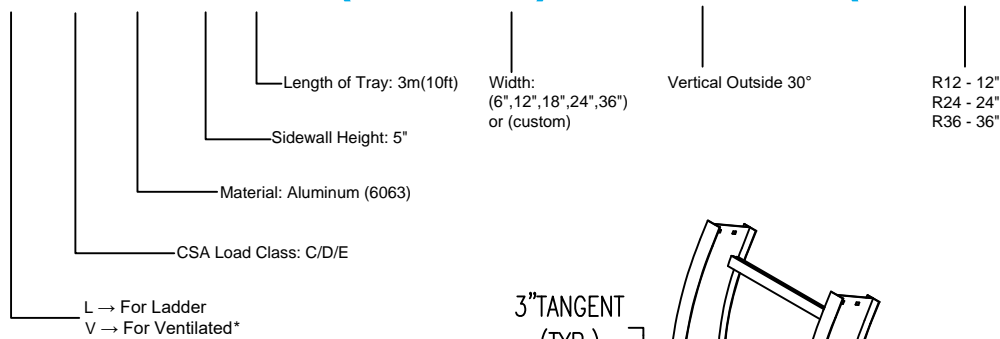 Length of Tray: 3m(10ft)
Width:
(6",12",18",24",36")
or (custom)
Vertical Outside 30°
R12 - 12"
R24 - 24"
R36 - 36"
Sidewall Height: 5"
Material: Aluminum (6063)
CSA Load Class: C/D/E
L → For Ladder
V → For Ventilated*
3"TANGENT
(TYP.)